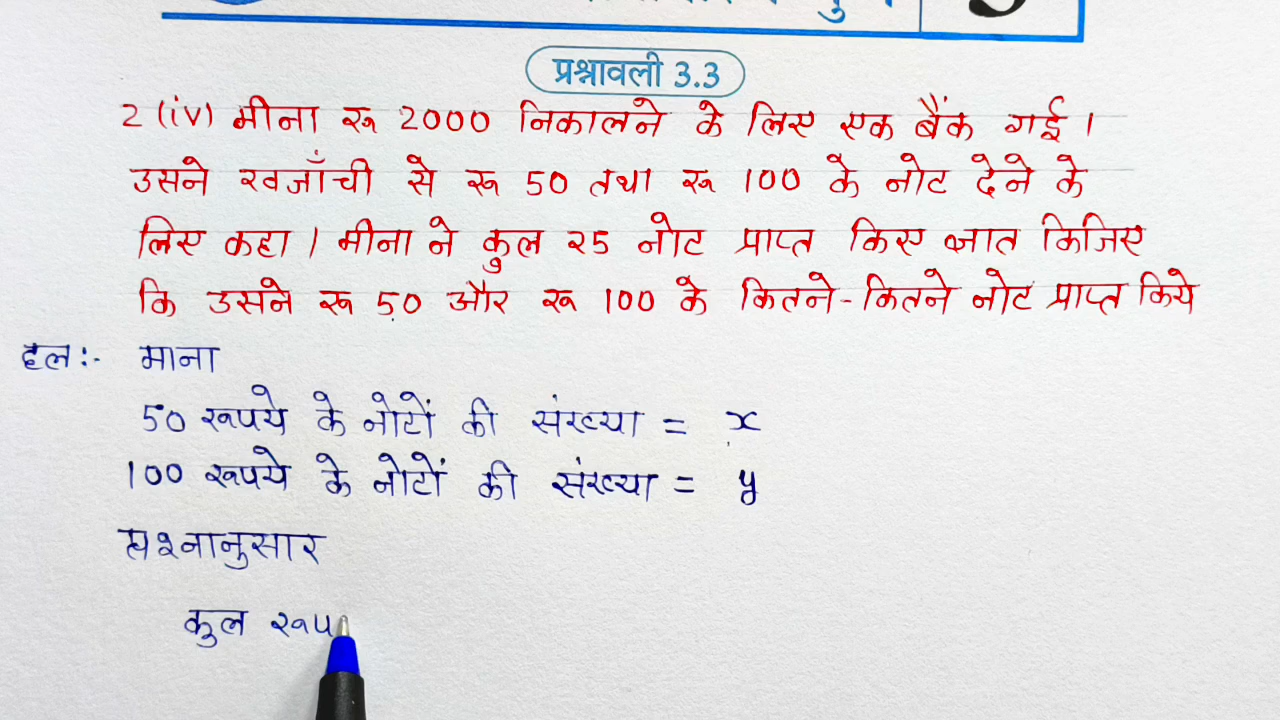 प्रश्नावली 3.3
2 (iv) मीना रू 2000 निकालने के लिए एक बैंक गई ।
उसने खजाँची से रू 50 तथा रू 100 के नोट देने के
लिए कहा । मीना ने कुल 25 नोट प्राप्त किए ज्ञात किजिए
कि उसने रू 50 और रू 100 के कितने-कितने नोट प्राप्त किये
हल :- माना
50 रूपये के नोटों की संख्या = x
100 रूपये के नोटों की संख्या = y
प्रश्नानुसार
कुल रूप